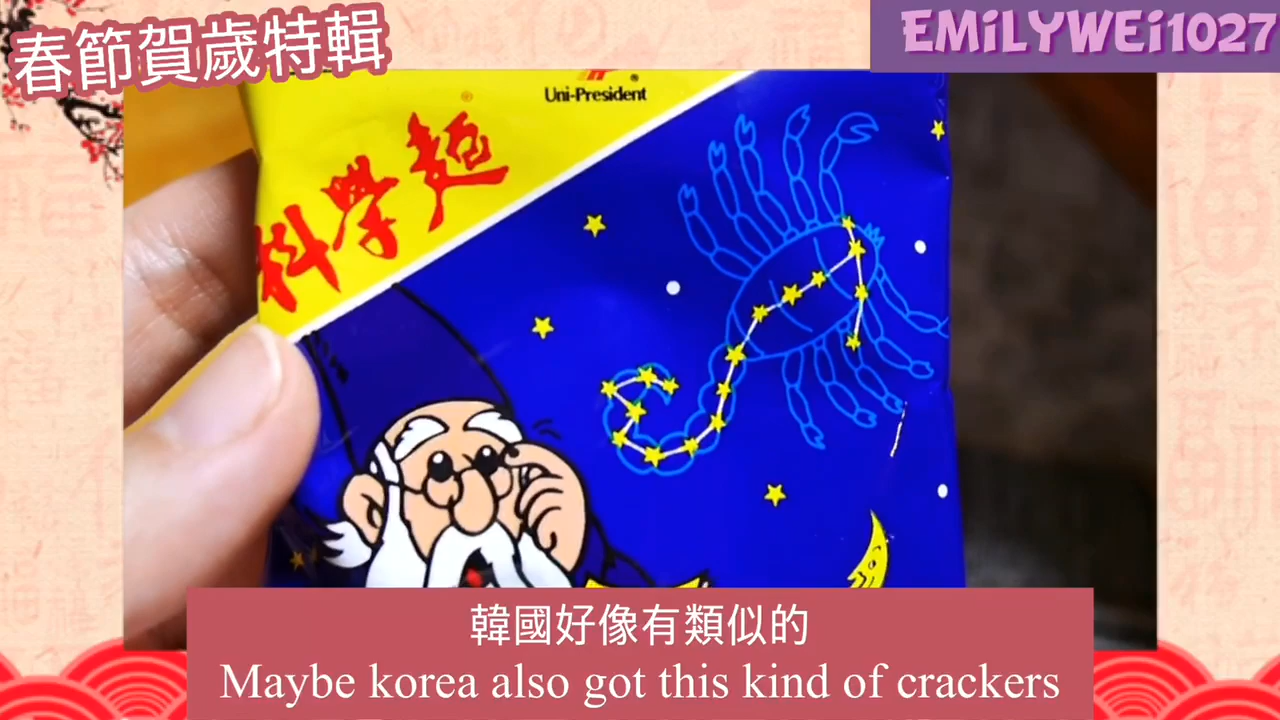 春節賀歲特輯
EMiLYWEi1027
Uni-President
科學麵
韓國好像有類似的
Maybe korea also got this kind of crackers